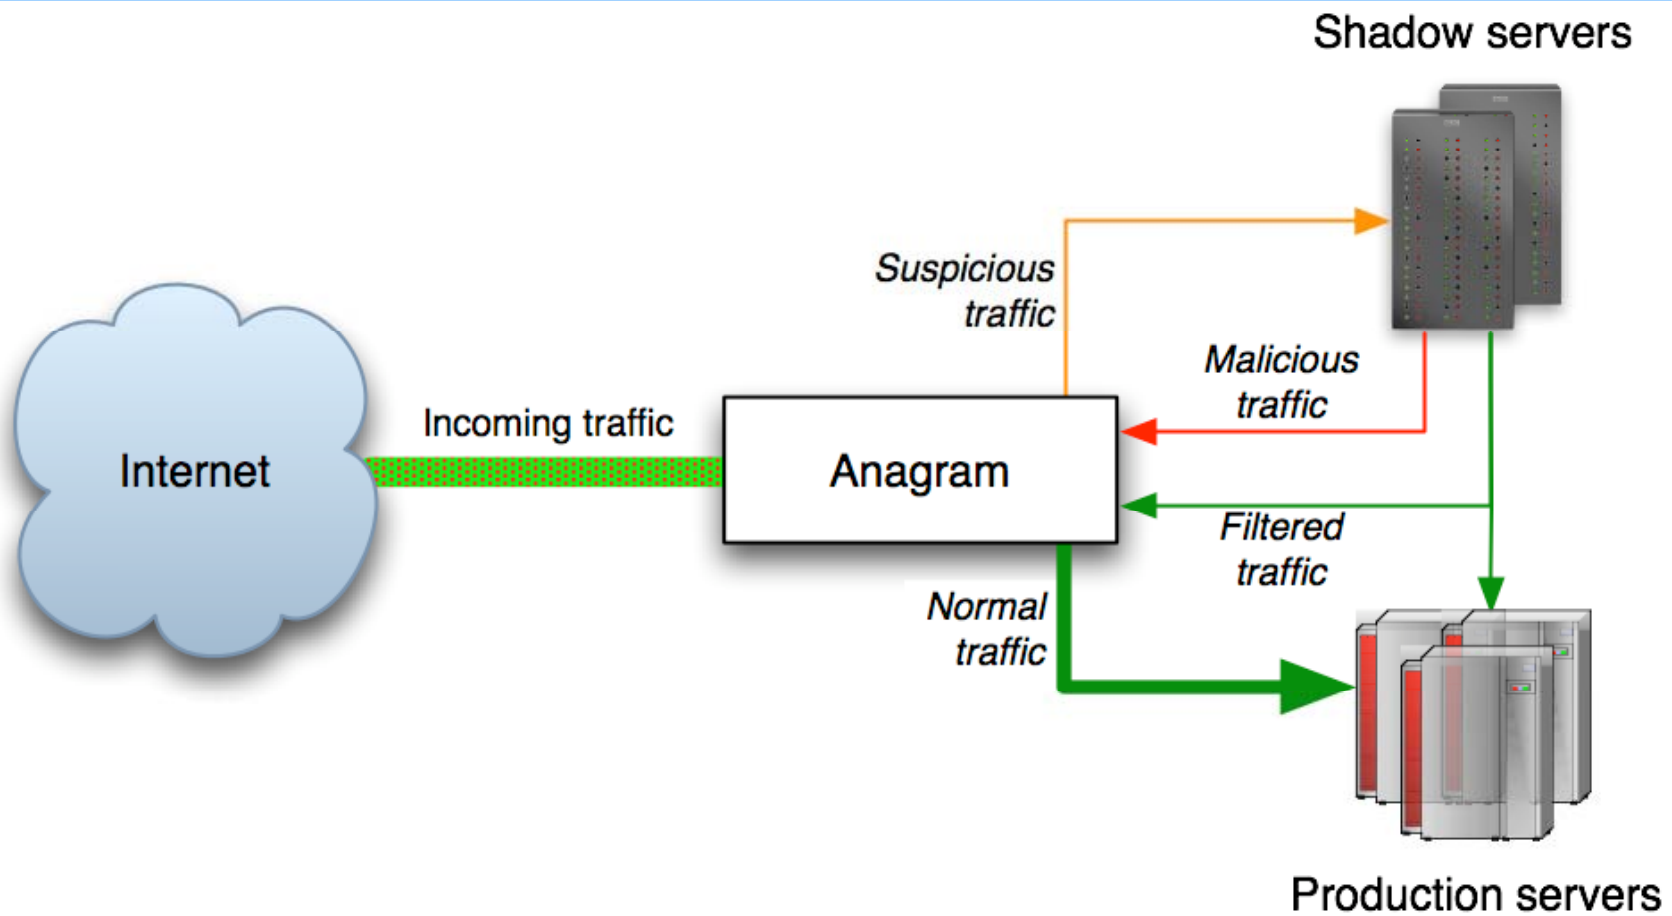 Shadow servers
Suspicious
traffic
Malicious
traffic
Incoming traffic
Internet
Anagram
Filtered
traffic
Normal
traffic
Production servers